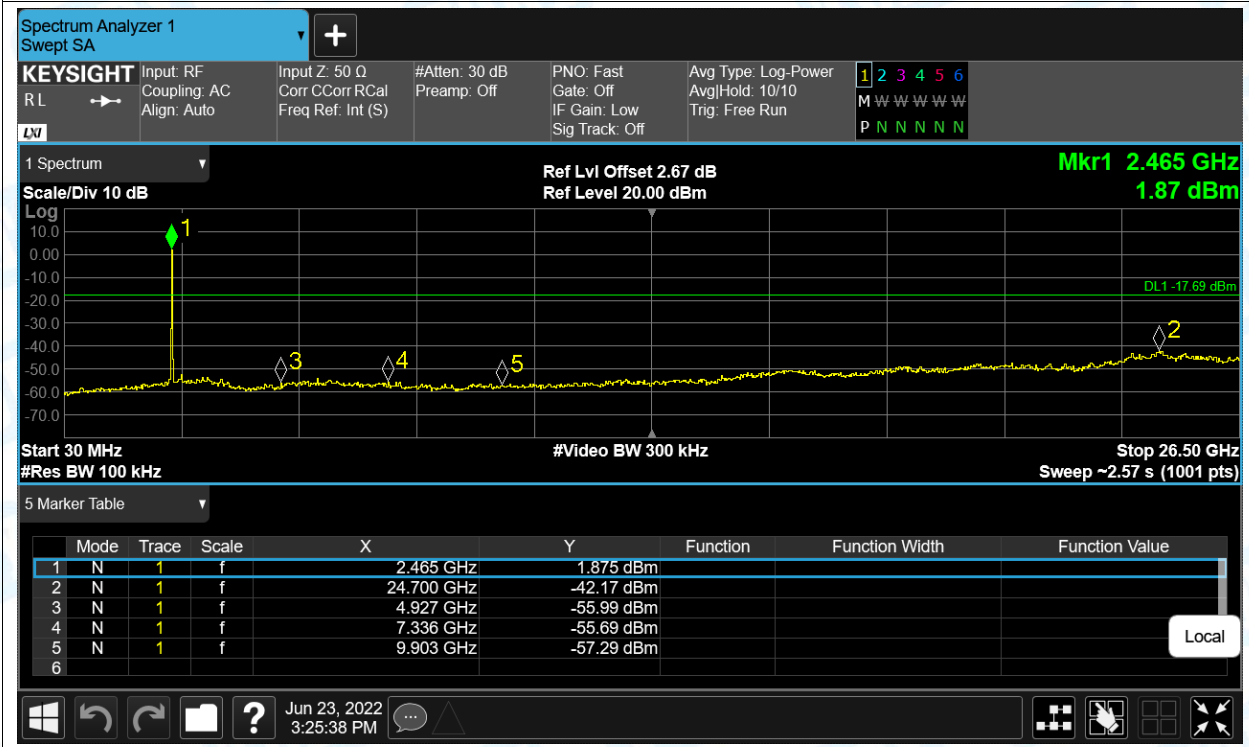 Spectrum Analyzer 1
Swept SA
+
KEYSIGHT Input: RF Input Z: 50 Ω #Atten: 30 dB PNO: Fast Avg Type: Log-Power 1 2 3 4 5 6
R L Coupling: AC Corr CCorr RCal Preamp: Off Gate: Off Avg|Hold: 10/10 M W W W W W
Align: Auto Freq Ref: Int (S) IF Gain: Low Trig: Free Run
LXI Sig Track: Off P N N N N N
1 Spectrum
Ref Lvl Offset 2.67 dB Mkr1 2.465 GHz
Scale/Div 10 dB Ref Level 20.00 dBm 1.87 dBm
Log
1
10.0
0.00
-10.0
DL1 -17.69 dBm
-20.0
-30.0
2
-40.0
3 4 5
-50.0
-60.0
-70.0
Start 30 MHz #Video BW 300 kHz Stop 26.50 GHz
#Res BW 100 kHz Sweep ~2.57 s (1001 pts)
5 Marker Table
Mode Trace Scale X Y Function Function Width Function Value
1 N 1 f 2.465 GHz 1.875 dBm
2 N 1 f 24.700 GHz -42.17 dBm
3 N 1 f 4.927 GHz -55.99 dBm
4 N 1 f 7.336 GHz -55.69 dBm
5 N 1 f 9.903 GHz -57.29 dBm
6
Local
? Jun 23, 2022
3:25:38 PM